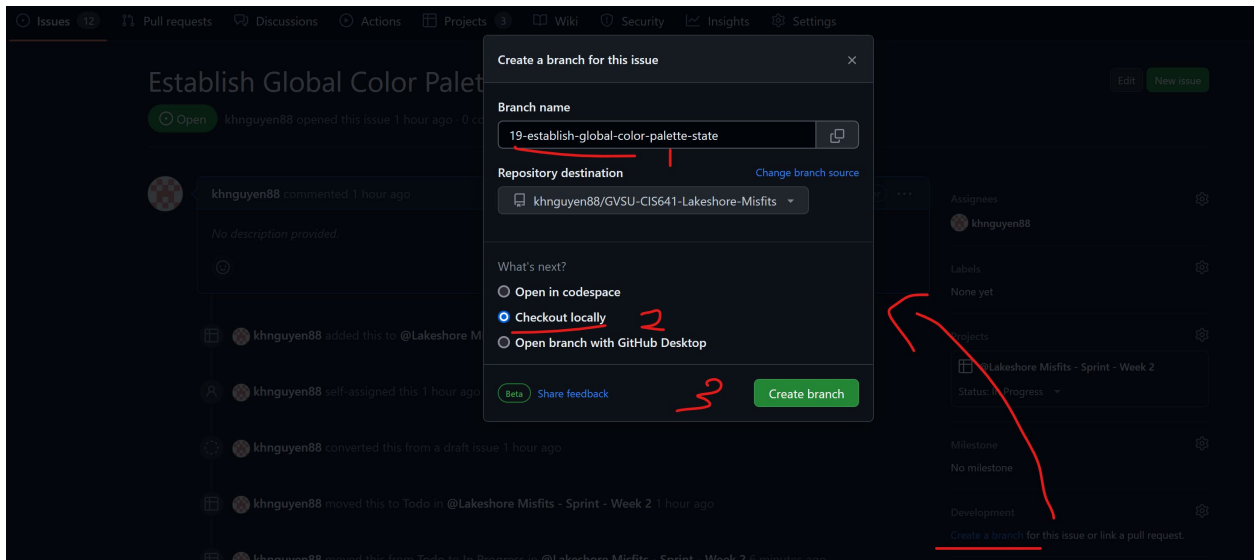 Issues 12 Pull requests Discussions Actions Projects 3 Wiki Security Insights Settings
Create a branch for this issue
Establish Global Color Palet
Edit New issue
Open khnguyen88 opened this issue 1 hour ago · 0 co
Branch name
19-establish-global-color-palette-state
1
Repository destination Change branch source
khnguyen88/GVSU-CIS641-Lakeshore-Misfits
khnguyen88 commented 1 hour ago
No description provided.
What's next?
Open in codespace
Checkout locally 2
Open branch with GitHub Desktop
Beta Share feedback 3 Create branch
khnguyen88 added this to @Lakeshore M
khnguyen88 self-assigned this 1 hour ago
khnguyen88 converted this from a draft issue 1 hour ago
khnguyen88 moved this to Todo in @Lakeshore Misfits - Sprint - Week 2 1 hour ago
khnguyen88 moved this from Todo to In Progress in @Lakeshore Misfits - Sprint - Week 2 6 minutes ago
Assignees
khnguyen88
Labels
None yet
Projects
@Lakeshore Misfits - Sprint - Week 2
Status: In Progress
Milestone
No milestone
Development
Create a branch for this issue or link a pull request.